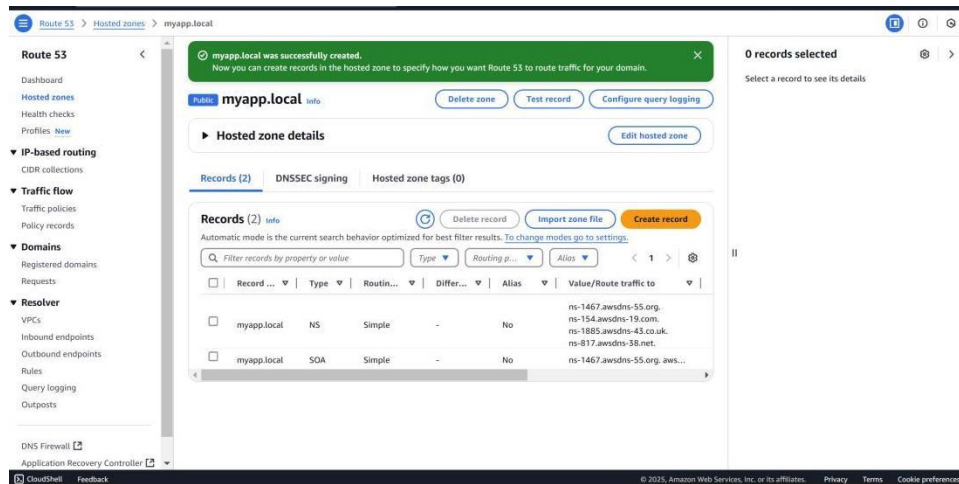 Route 53 > Hosted zones > myapp.local
Route 53
Dashboard
Hosted zones
Health checks
Profiles New
IP-based routing
CIDR collections
Traffic flow
Traffic policies
Policy records
Domains
Registered domains
Requests
Resolver
VPCs
Inbound endpoints
Outbound endpoints
Rules
Query logging
Outposts
DNS Firewall
Application Recovery Controller
myapp.local was successfully created.
Now you can create records in the hosted zone to specify how you want Route 53 to route traffic for your domain.
Public myapp.local Info
Delete zone Test record Configure query logging
Hosted zone details Edit hosted zone
Records (2) DNSSEC signing Hosted zone tags (0)
Records (2) Info Delete record Import zone file Create record
Automatic mode is the current search behavior optimized for best filter results. To change modes go to settings.
Filter records by property or value Type Routing p... Alias 1
Record ... Type Routin... Differ... Alias Value/Route traffic to
myapp.local NS Simple - No
ns-1467.awsdns-55.org.
ns-154.awsdns-19.com.
ns-1885.awsdns-43.co.uk.
ns-817.awsdns-38.net.
myapp.local SOA Simple - No ns-1467.awsdns-55.org. aws...
0 records selected
Select a record to see its details
CloudShell Feedback © 2025, Amazon Web Services, Inc. or its affiliates. Privacy Terms Cookie preferences